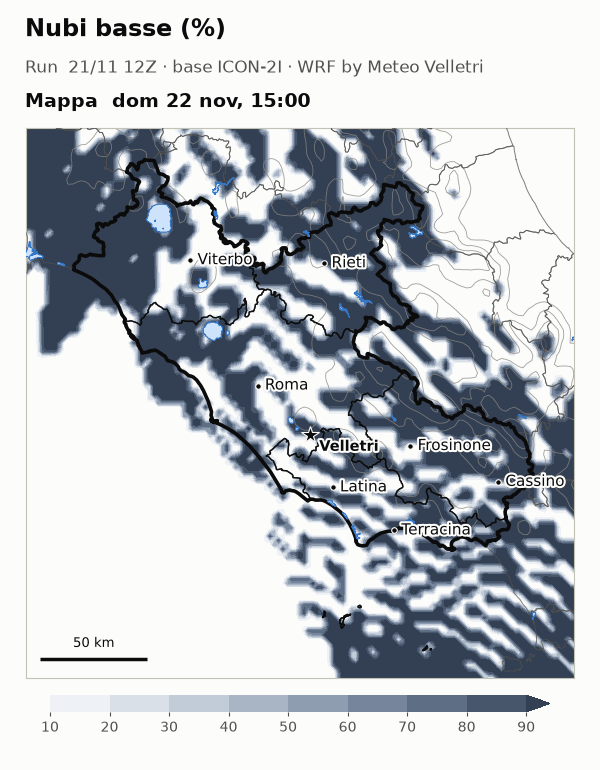 Nubi basse (%)
Run  21/11 12Z · base ICON-2I · WRF by Meteo Velletri
Mappa  dom 22 nov, 15:00
Viterbo
Rieti
Roma
Velletri
Frosinone
Cassino
Latina
Terracina
50 km
10 20 30 40 50 60 70 80 90